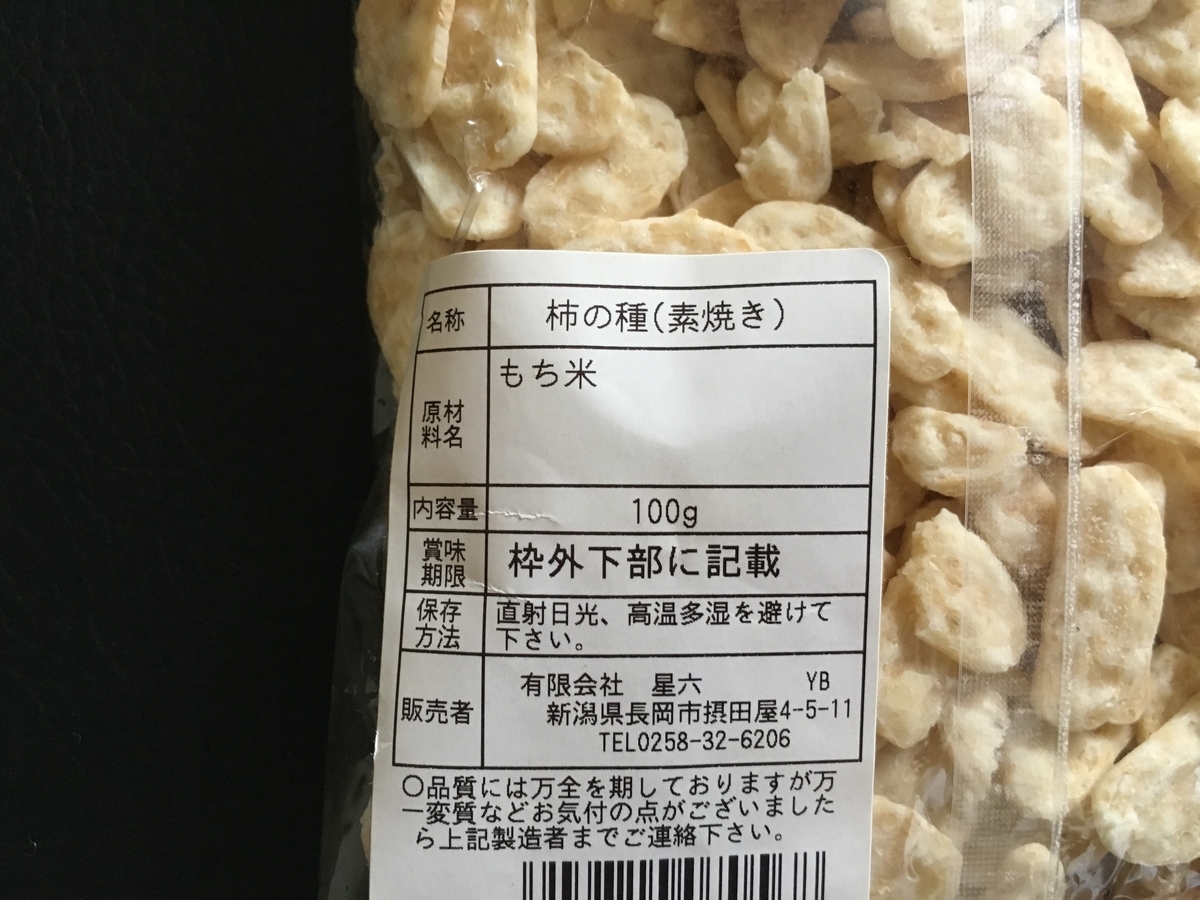 名称 柿の種(素焼き)
原材料名 もち米
内容量 100g
賞味期限 枠外下部に記載
保存方法 直射日光、高温多湿を避けて
下さい。
販売者 有限会社 星六 YB
新潟県長岡市摂田屋4-5-11
TEL0258-32-6206
○品質には万全を期しておりますが万
一変質などお気付の点がございました
ら上記製造者までご連絡下さい。